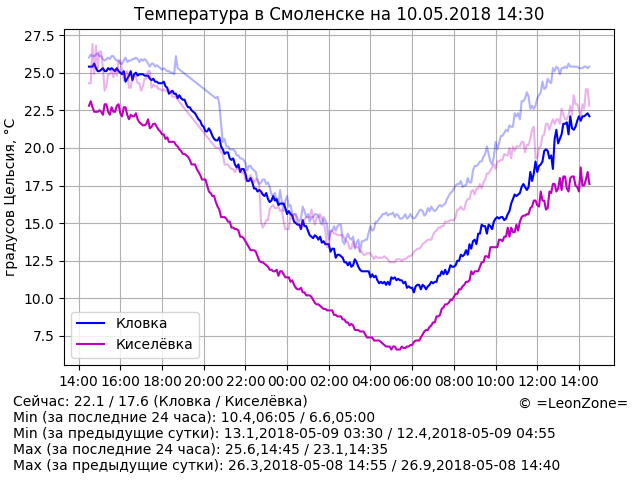 Температура в Смоленске на 10.05.2018 14:30
градусов Цельсия, °C
27.5
25.0
22.5
20.0
17.5
15.0
12.5
10.0
7.5
Кловка
Киселёвка
14:00 16:00 18:00 20:00 22:00 00:00 02:00 04:00 06:00 08:00 10:00 12:00 14:00
Сейчас: 22.1 / 17.6 (Кловка / Киселёвка)
© =LeonZone=
Min (за последние 24 часа): 10.4,06:05 / 6.6,05:00
Min (за предыдущие сутки): 13.1,2018-05-09 03:30 / 12.4,2018-05-09 04:55
Max (за последние 24 часа): 25.6,14:45 / 23.1,14:35
Max (за предыдущие сутки): 26.3,2018-05-08 14:55 / 26.9,2018-05-08 14:40